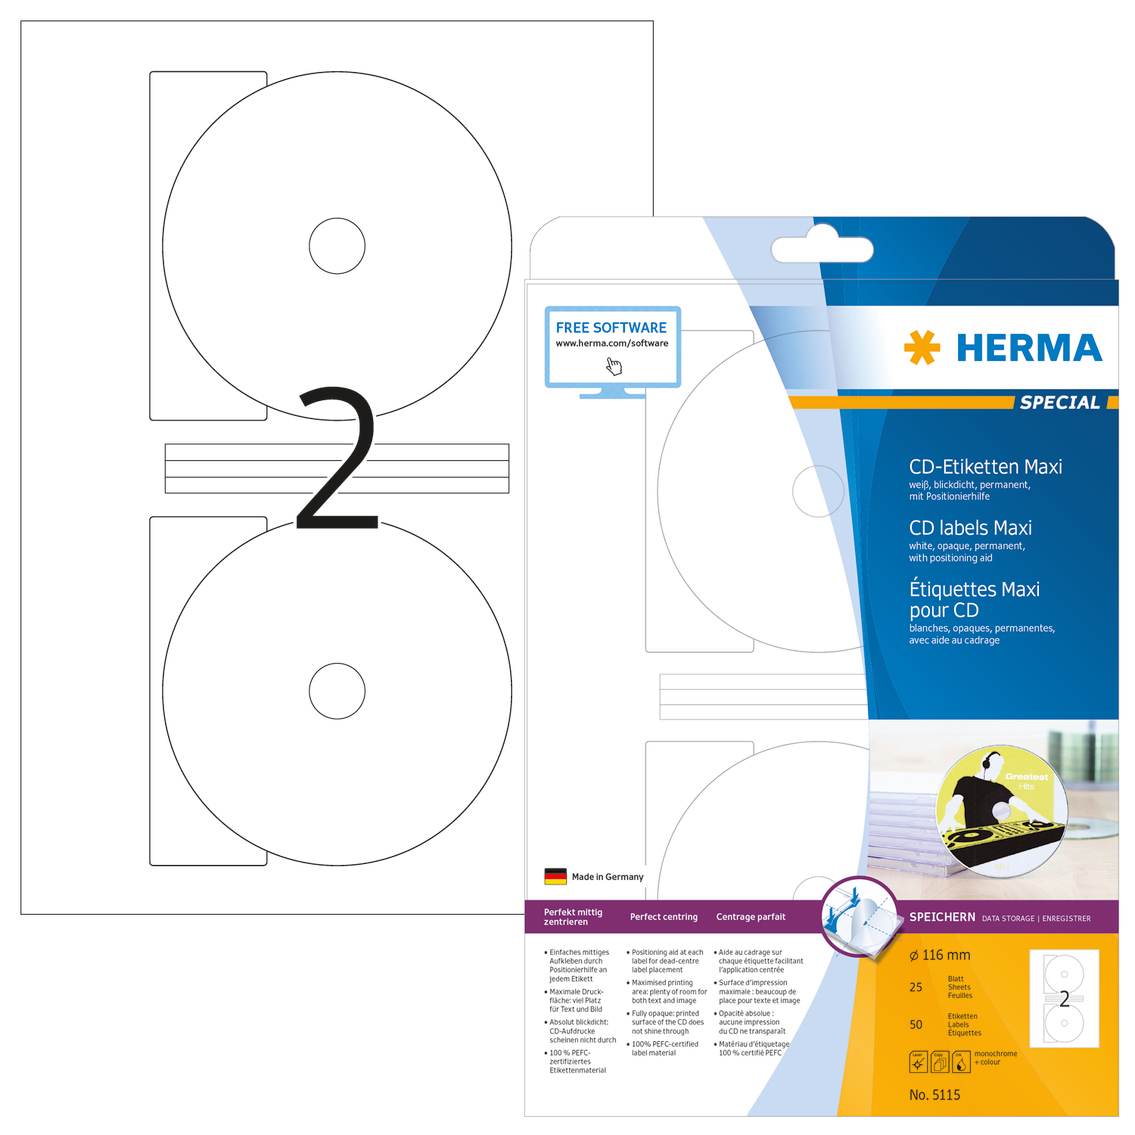 2
FREE SOFTWARE
www.herma.com/software
HERMA
SPECIAL
CD-Etiketten Maxi
weiß, blickdicht, permanent,
mit Positionierhilfe
CD labels Maxi
white, opaque, permanent,
with positioning aid
Étiquettes Maxi
pour CD
blanches, opaques, permanentes,
avec aide au cadrage
Greatest
Hits
Made in Germany
Perfekt mittig
zentrieren
Perfect centring
Centrage parfait
SPEICHERN DATA STORAGE | ENREGISTRER
• Einfaches mittiges
Aufkleben durch
Positionierhilfe an
jedem Etikett
• Maximale Druck-
fläche: viel Platz
für Text und Bild
• Absolut blickdicht:
CD-Aufdrucke
scheinen nicht durch
• 100 % PEFC-
zertifiziertes
Etikettenmaterial
• Positioning aid at each
label for dead-centre
label placement
• Maximised printing
area: plenty of room for
both text and image
• Fully opaque: printed
surface of the CD does
not shine through
• 100% PEFC-certified
label material
• Aide au cadrage sur
chaque étiquette facilitant
l'application centrée
• Surface d'impression
maximale : beaucoup de
place pour texte et image
• Opacité absolue :
aucune impression
du CD ne transparaît
• Matériau d'étiquetage
100 % certifié PEFC
ø 116 mm
25
Blatt
Sheets
Feuilles
50
Etiketten
Labels
Étiquettes
2
Laser
Copy
Ink
monochrome
+ colour
No. 5115